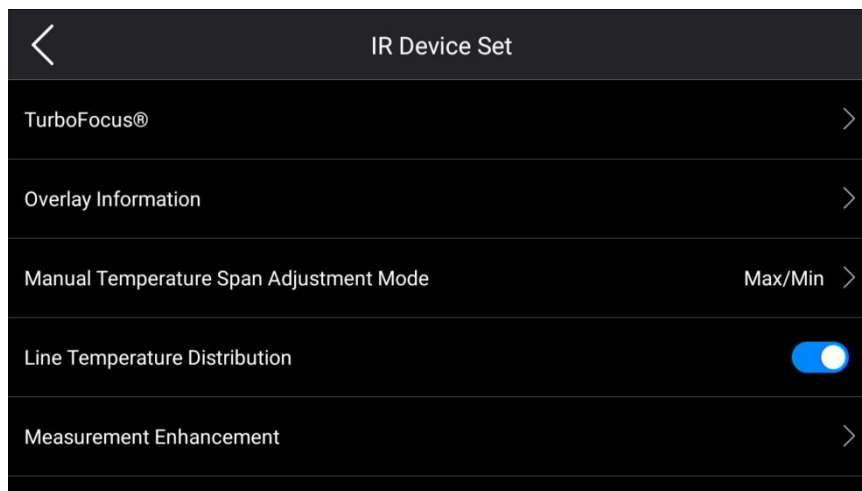 IR Device Set
TurboFocus®
Overlay Information
Manual Temperature Span Adjustment Mode Max/Min
Line Temperature Distribution
Measurement Enhancement